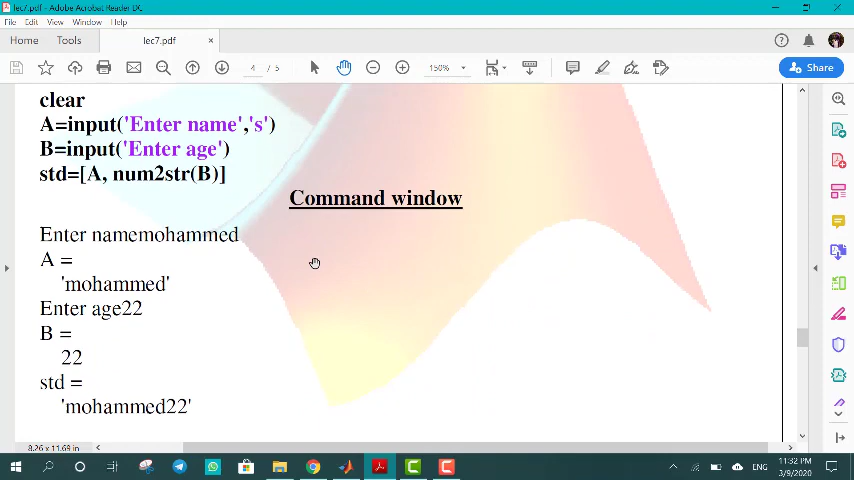 lec7.pdf - Adobe Acrobat Reader DC
File Edit View Window Help
Home Tools lec7.pdf ×
4 / 5 150% Share
clear
A=input('Enter name','s')
B=input('Enter age')
std=[A, num2str(B)]
Command window
Enter namemohammed
A =
'mohammed'
Enter age22
B =
22
std =
'mohammed22'
8.26 x 11.69 in
ENG
11:32 PM
3/9/2020